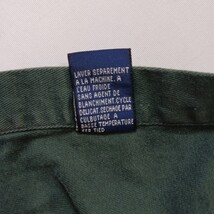 LAVER SEPAREMENT
A LA MACHINE. A
L'EAU FROIDE
SANS AGENT DE
BLANCHIMENT. CYCLE
DELICAT. SECHAGE PAR
CULBUTAGE A
BASSE TEMPERATURE